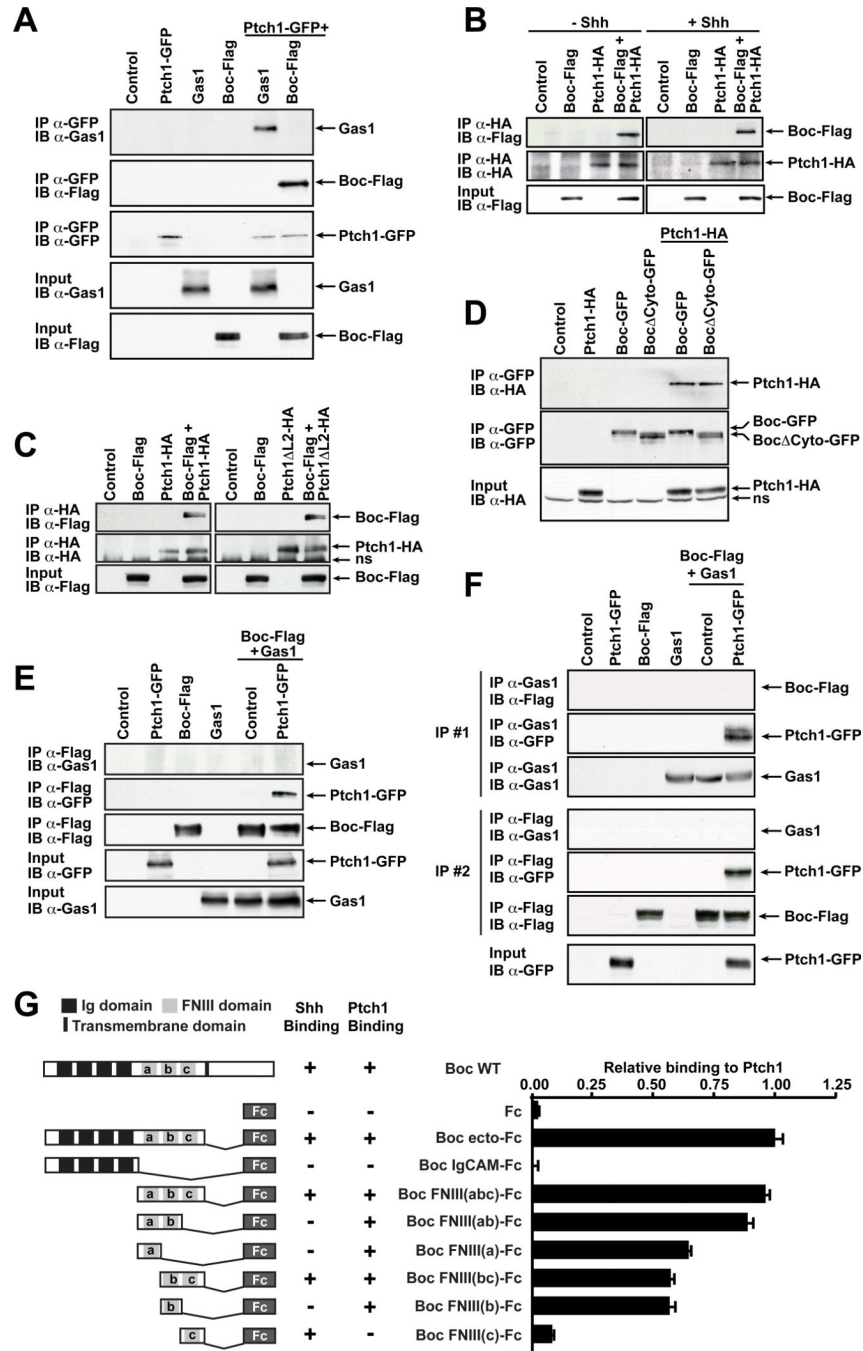 A
Ptch1-GFP+
Control
Ptch1-GFP
Gas1
Boc-Flag
Gas1
Boc-Flag
IP α-GFP
IB α-Gas1
Gas1
IP α-GFP
IB α-Flag
Boc-Flag
IP α-GFP
IB α-GFP
Ptch1-GFP
Input
IB α-Gas1
Gas1
Input
IB α-Flag
Boc-Flag
B
- Shh
+ Shh
Control
Boc-Flag
Ptch1-HA
Boc-Flag +
Ptch1-HA
Control
Boc-Flag
Ptch1-HA
Boc-Flag +
Ptch1-HA
IP α-HA
IB α-Flag
Boc-Flag
IP α-HA
IB α-HA
Ptch1-HA
Input
IB α-Flag
Boc-Flag
C
Control
Boc-Flag
Ptch1-HA
Boc-Flag +
Ptch1-HA
Control
Boc-Flag
Ptch1ΔL2-HA
Boc-Flag +
Ptch1ΔL2-HA
IP α-HA
IB α-Flag
Boc-Flag
IP α-HA
IB α-HA
Ptch1-HA
ns
Input
IB α-Flag
Boc-Flag
D
Ptch1-HA
Control
Ptch1-HA
Boc-GFP
BocΔCyto-GFP
Boc-GFP
BocΔCyto-GFP
IP α-GFP
IB α-HA
Ptch1-HA
IP α-GFP
IB α-GFP
Boc-GFP
BocΔCyto-GFP
Input
IB α-HA
Ptch1-HA
ns
E
Boc-Flag
+Gas1
Control
Ptch1-GFP
Boc-Flag
Gas1
Control
Ptch1-GFP
IP α-Flag
IB α-Gas1
Gas1
IP α-Flag
IB α-GFP
Ptch1-GFP
IP α-Flag
IB α-Flag
Boc-Flag
Input
IB α-GFP
Ptch1-GFP
Input
IB α-Gas1
Gas1
F
Boc-Flag
+ Gas1
Control
Ptch1-GFP
Boc-Flag
Gas1
Control
Ptch1-GFP
IP #1
IP α-Gas1
IB α-Flag
Boc-Flag
IP α-Gas1
IB α-GFP
Ptch1-GFP
IP α-Gas1
IB α-Gas1
Gas1
IP #2
IP α-Flag
IB α-Gas1
Gas1
IP α-Flag
IB α-GFP
Ptch1-GFP
IP α-Flag
IB α-Flag
Boc-Flag
Input
IB α-GFP
Ptch1-GFP
G
Ig domain FNIII domain
Transmembrane domain
Shh
Binding
Ptch1
Binding
Relative binding to Ptch1
0.00 0.50 0.75 1.00 1.25
a b c + + Boc WT
Fc - - Fc
a b c Fc + + Boc ecto-Fc
Fc - - Boc IgCAM-Fc
a b c Fc + + Boc FNIII(abc)-Fc
a b Fc - + Boc FNIII(ab)-Fc
a Fc - + Boc FNIII(a)-Fc
b c Fc + + Boc FNIII(bc)-Fc
b Fc - + Boc FNIII(b)-Fc
c Fc + - Boc FNIII(c)-Fc